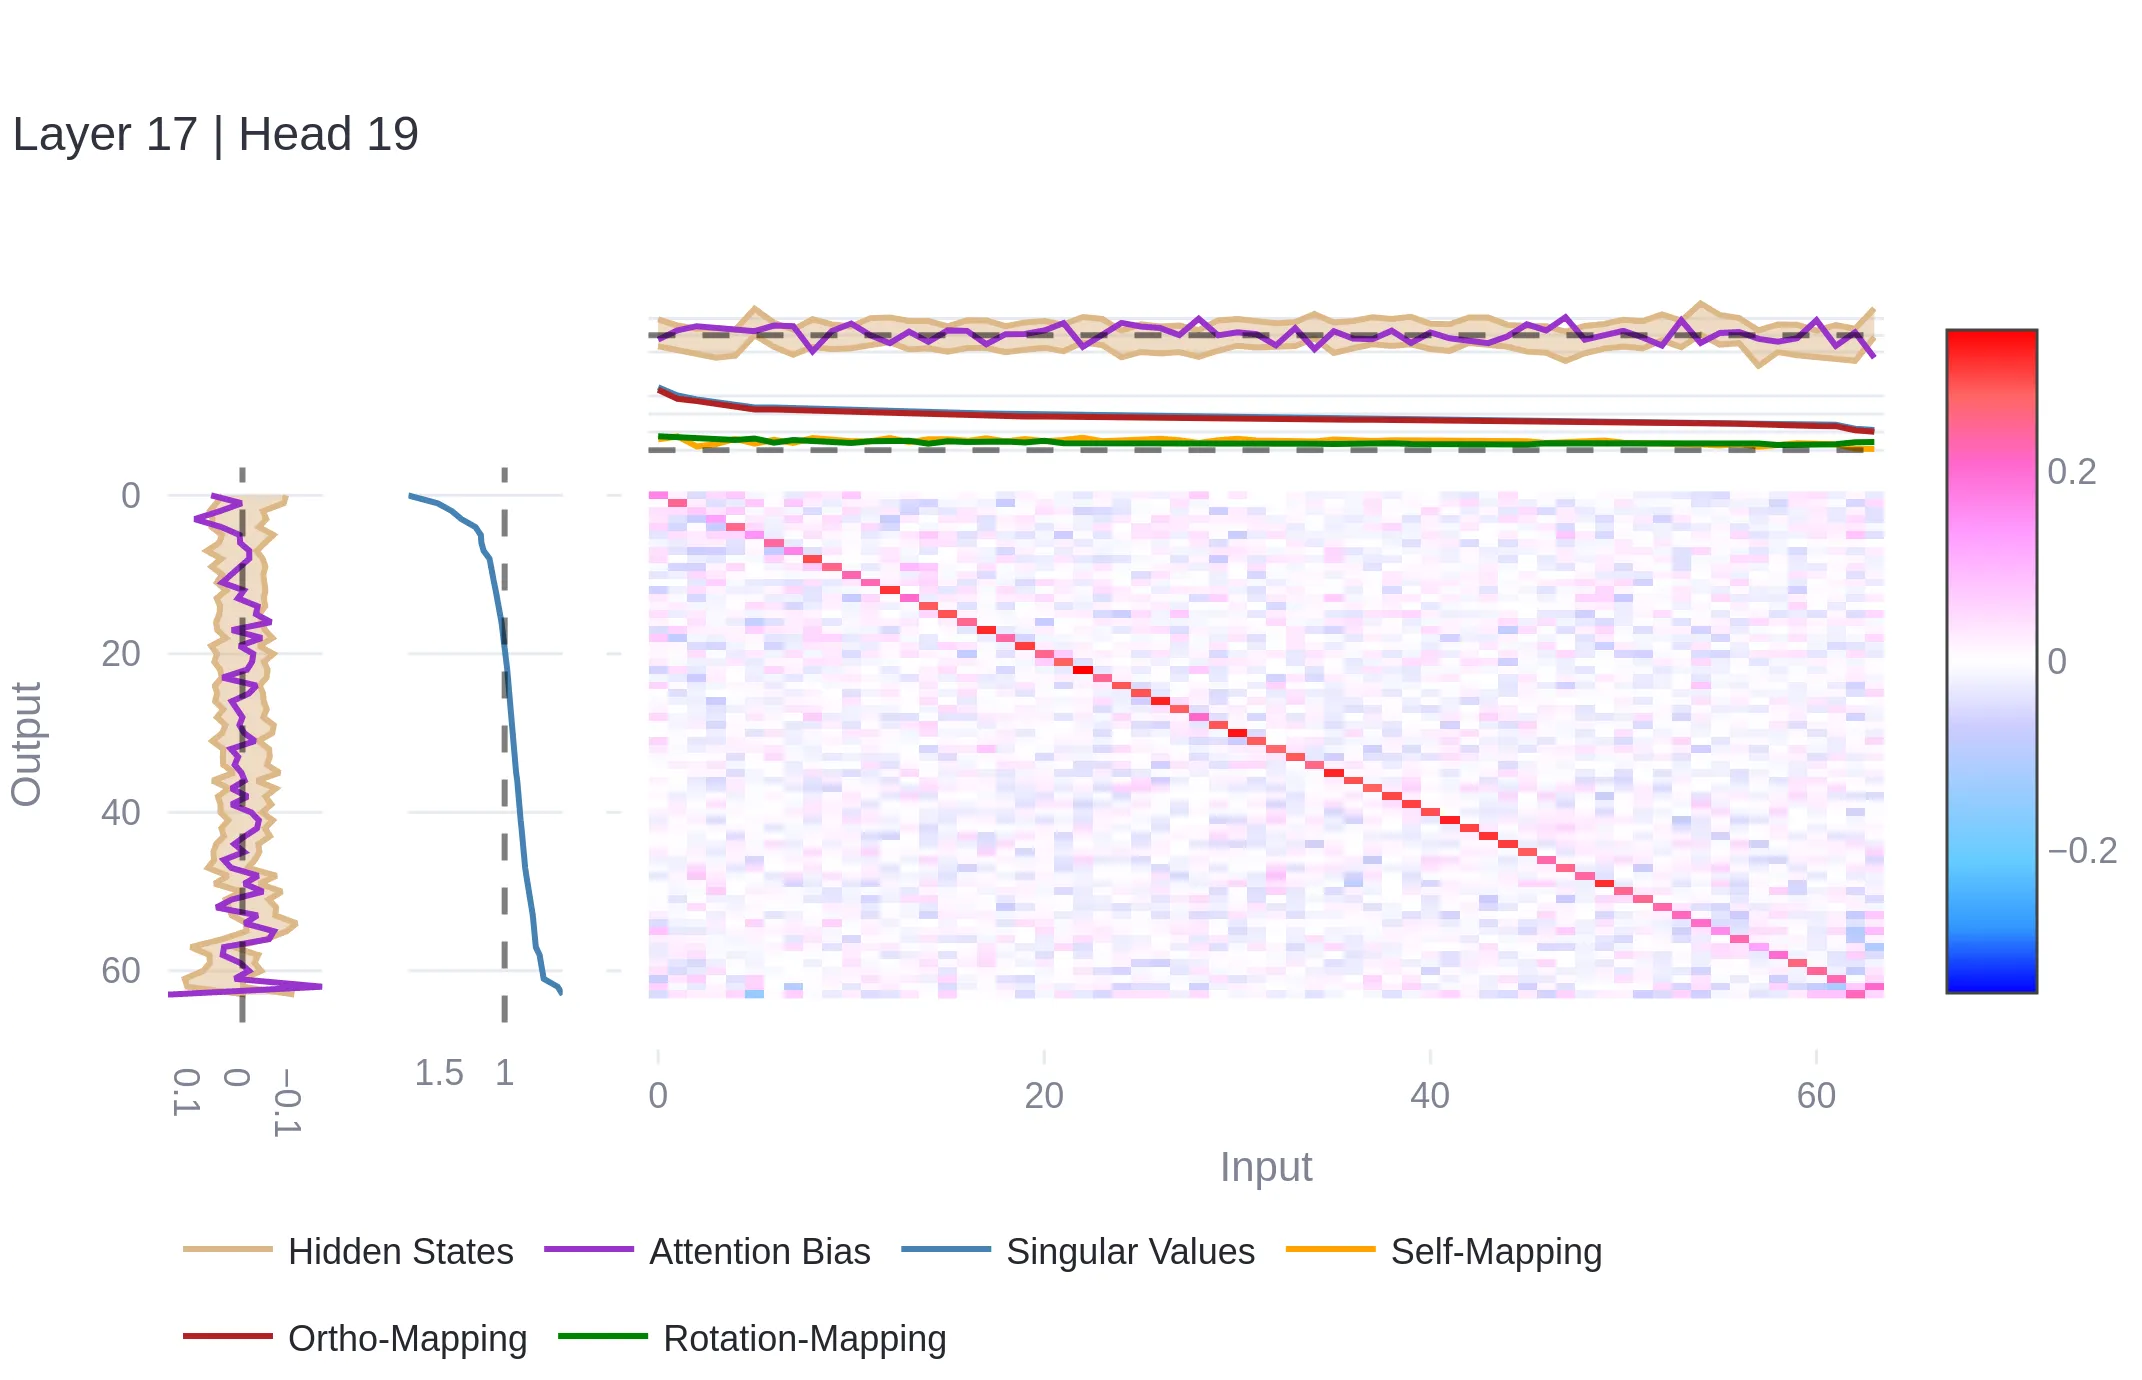 Layer 17 | Head 19
0
20
40
60
Output
0.1
0
−0.1
1.5
1
0
20
40
60
Input
0.2
0
−0.2
Hidden States
Attention Bias
Singular Values
Self-Mapping
Ortho-Mapping
Rotation-Mapping